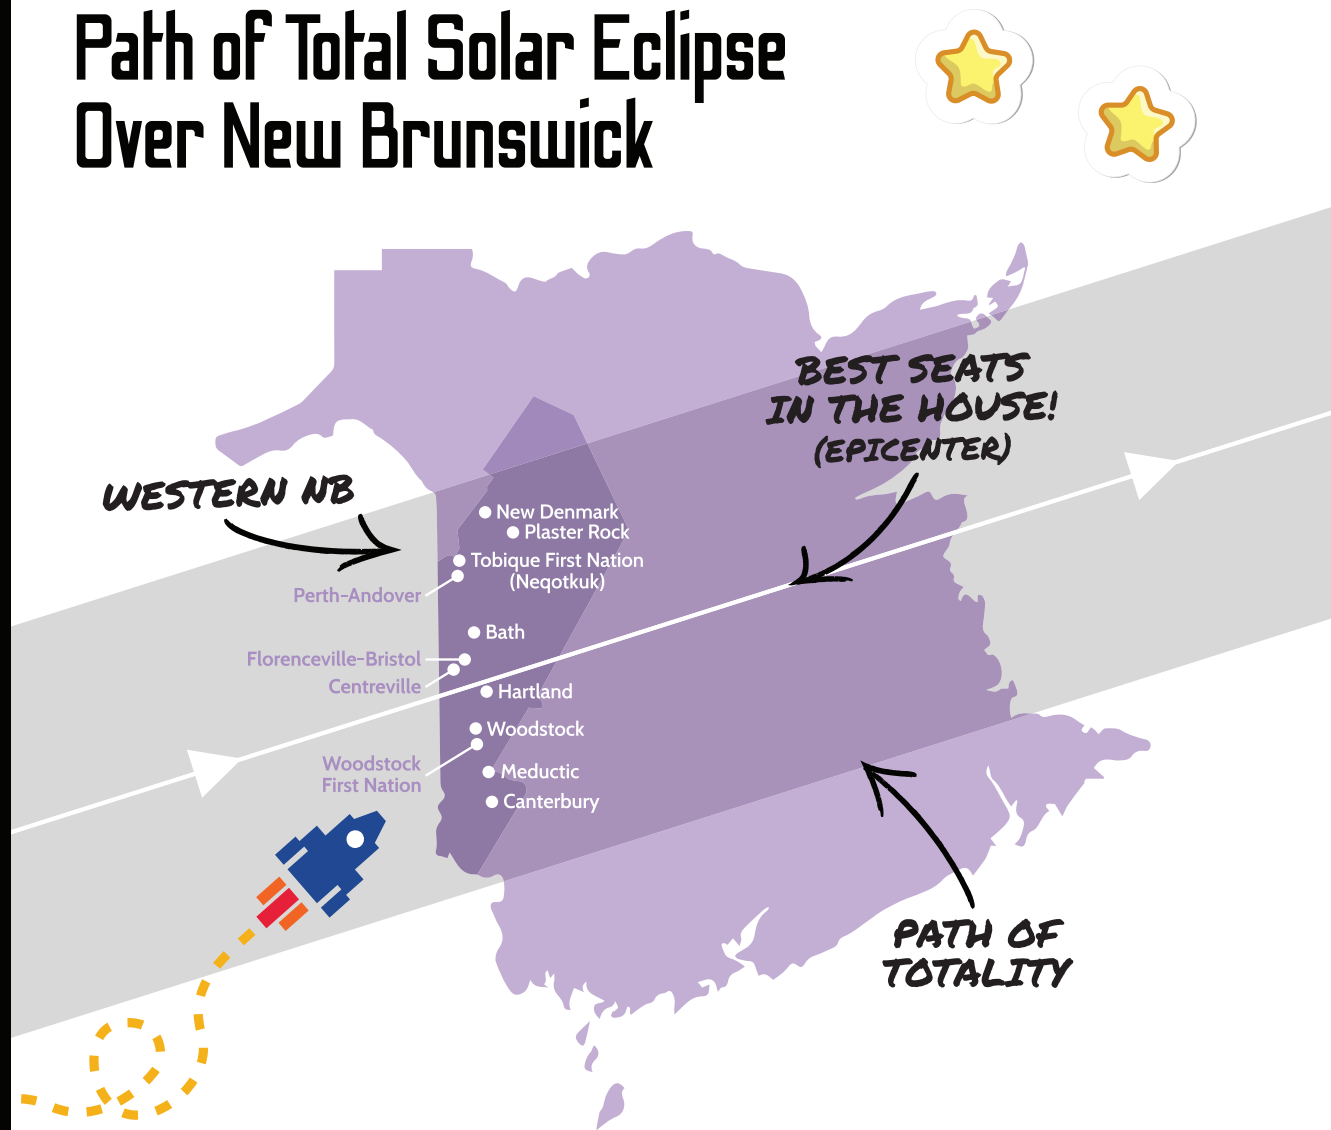 Path of Total Solar Eclipse
Over New Brunswick
BEST SEATS
IN THE HOUSE!
(EPICENTER)
WESTERN NB
New Denmark
Plaster Rock
Tobique First Nation
(Neqotkuk)
Perth-Andover
Bath
Florenceville-Bristol
Centreville
Hartland
Woodstock
Woodstock
First Nation
Meductic
Canterbury
PATH OF
TOTALITY